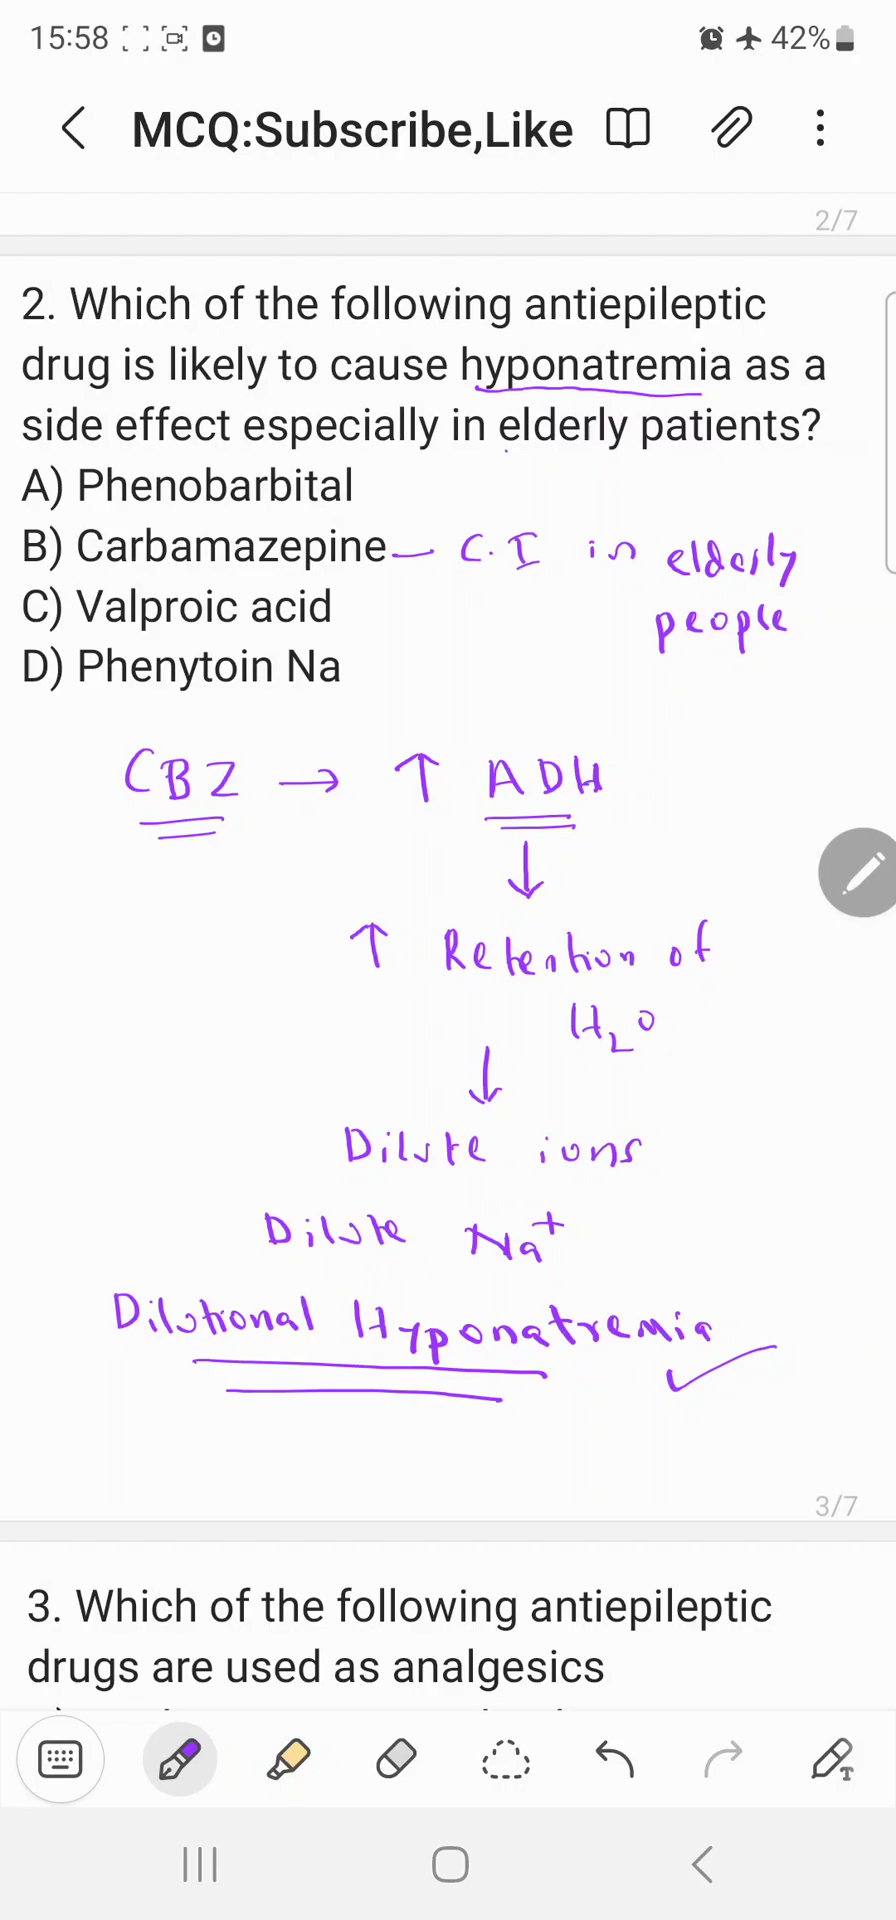 15:58
42%
MCQ:Subscribe,Like
2/7
2. Which of the following antiepileptic
drug is likely to cause hyponatremia as a
side effect especially in elderly patients?
A) Phenobarbital
B) Carbamazepine — C.I in elderly
people
C) Valproic acid
D) Phenytoin Na
CBZ → ↑ ADH
↓
↑ Retention of
H₂O
↓
Dilute ions
Dilute Na⁺
Dilutional Hyponatremia
3/7
3. Which of the following antiepileptic
drugs are used as analgesics